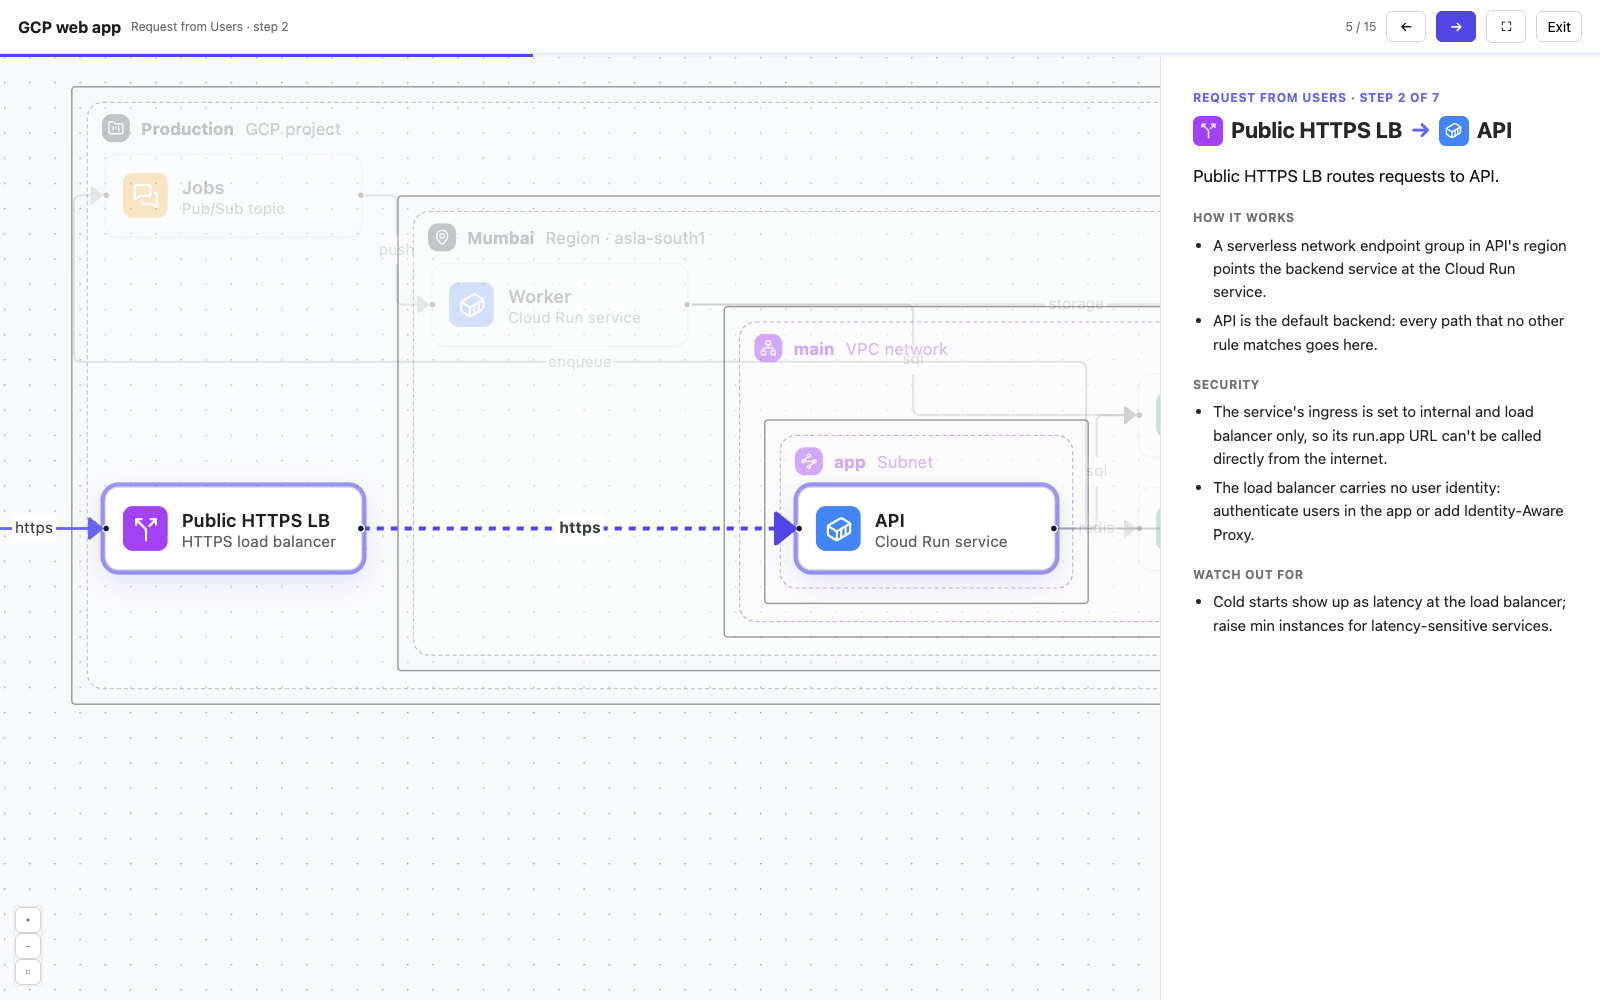 GCP web app
Request from Users · step 2
5 / 15
Exit
Production GCP project
Jobs
Pub/Sub topic
push
Mumbai Region · asia-south1
Worker
Cloud Run service
storage
enqueue
main VPC network
sql
app Subnet
sql
https
Public HTTPS LB
HTTPS load balancer
https
API
Cloud Run service
redis
REQUEST FROM USERS · STEP 2 OF 7
Public HTTPS LB → API
Public HTTPS LB routes requests to API.
HOW IT WORKS
• A serverless network endpoint group in API's region
points the backend service at the Cloud Run
service.
• API is the default backend: every path that no other
rule matches goes here.
SECURITY
• The service's ingress is set to internal and load
balancer only, so its run.app URL can't be called
directly from the internet.
• The load balancer carries no user identity:
authenticate users in the app or add Identity-Aware
Proxy.
WATCH OUT FOR
• Cold starts show up as latency at the load balancer;
raise min instances for latency-sensitive services.